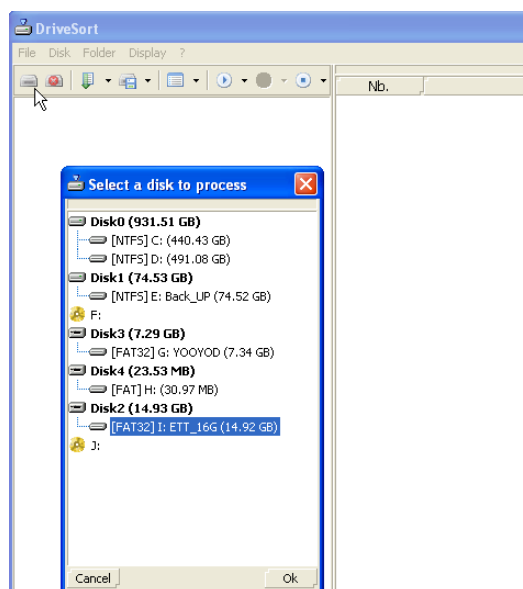 DriveSort
File Disk Folder Display ?
Nb.
Select a disk to process
Disk0 (931.51 GB)
[NTFS] C: (440.43 GB)
[NTFS] D: (491.08 GB)
Disk1 (74.53 GB)
[NTFS] E: Back_UP (74.52 GB)
F:
Disk3 (7.29 GB)
[FAT32] G: YOOYOD (7.34 GB)
Disk4 (23.53 MB)
[FAT] H: (30.97 MB)
Disk2 (14.93 GB)
[FAT32] I: ETT_16G (14.92 GB)
J:
Cancel Ok